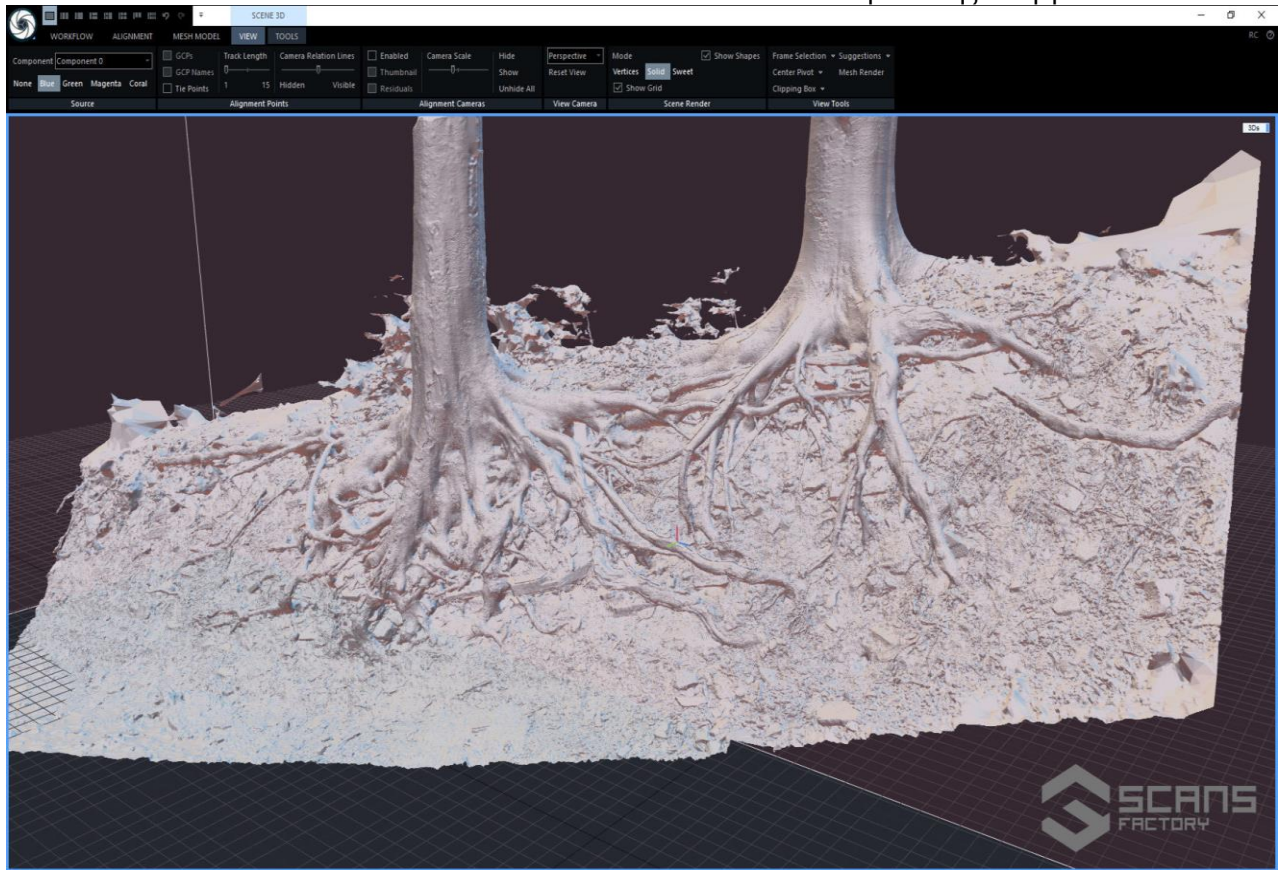 SCENE 3D
WORKFLOW ALIGNMENT MESH MODEL VIEW TOOLS
RC
Component Component 0
None Blue Green Magenta Coral
Source
GCPs Track Length Camera Relation Lines
GCP Names
Tie Points 1 15 Hidden Visible
Alignment Points
Enabled Camera Scale Hide
Thumbnail Show
Residuals Unhide All
Alignment Cameras
Perspective
Reset View
View Camera
Mode Show Shapes
Vertices Solid Sweet
Show Grid
Scene Render
Frame Selection Suggestions
Center Pivot Mesh Render
Clipping Box
View Tools
3Ds
SCANS
FACTORY